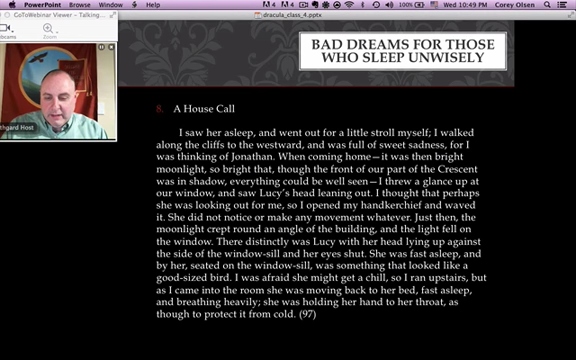 PowerPoint File Edit View Insert Format Arrange Tools Slide Show Window Help 100% Wed 10:49 PM Corey Olsen
GoToWebinar Viewer – Talking...
dracula_class_4.pptx
Zoom
thgard Host
BAD DREAMS FOR THOSE
WHO SLEEP UNWISELY
8. A House Call
I saw her asleep, and went out for a little stroll myself; I walked
along the cliffs to the westward, and was full of sweet sadness, for I
was thinking of Jonathan. When coming home—it was then bright
moonlight, so bright that, though the front of our part of the Crescent
was in shadow, everything could be well seen—I threw a glance up at
our window, and saw Lucy's head leaning out. I thought that perhaps
she was looking out for me, so I opened my handkerchief and waved
it. She did not notice or make any movement whatever. Just then, the
moonlight crept round an angle of the building, and the light fell on
the window. There distinctly was Lucy with her head lying up against
the side of the window-sill and her eyes shut. She was fast asleep, and
by her, seated on the window-sill, was something that looked like a
good-sized bird. I was afraid she might get a chill, so I ran upstairs, but
as I came into the room she was moving back to her bed, fast asleep,
and breathing heavily; she was holding her hand to her throat, as
though to protect it from cold. (97)